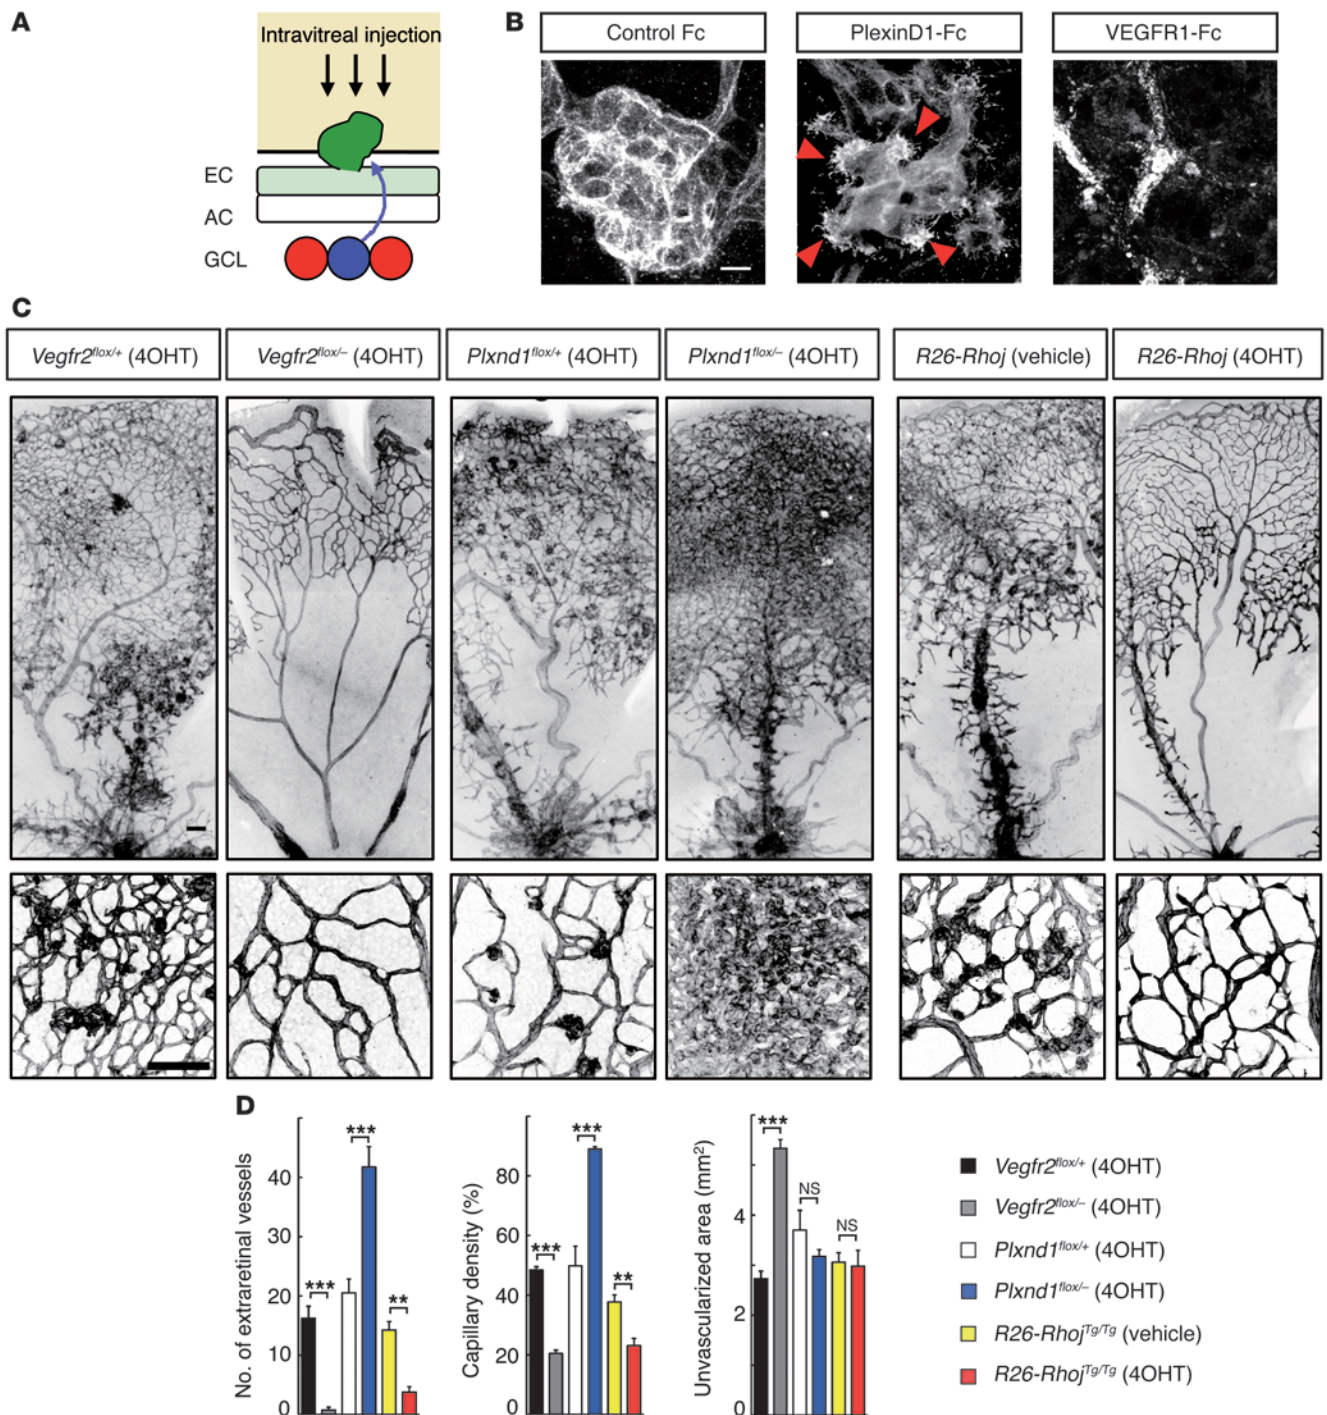 A
Intravitreal injection
EC
AC
GCL
B
Control Fc
PlexinD1-Fc
VEGFR1-Fc
C
Vegfr2flox/+ (4OHT)
Vegfr2flox/– (4OHT)
Plxnd1flox/+ (4OHT)
Plxnd1flox/– (4OHT)
R26-Rhoj (vehicle)
R26-Rhoj (4OHT)
D
No. of extraretinal vessels
40
30
20
10
0
***
***
**
Capillary density (%)
80
60
40
20
0
***
***
**
Unvascularized area (mm²)
4
2
0
***
NS
NS
Vegfr2flox/+ (4OHT)
Vegfr2flox/– (4OHT)
Plxnd1flox/+ (4OHT)
Plxnd1flox/– (4OHT)
R26-RhojTg/Tg (vehicle)
R26-RhojTg/Tg (4OHT)